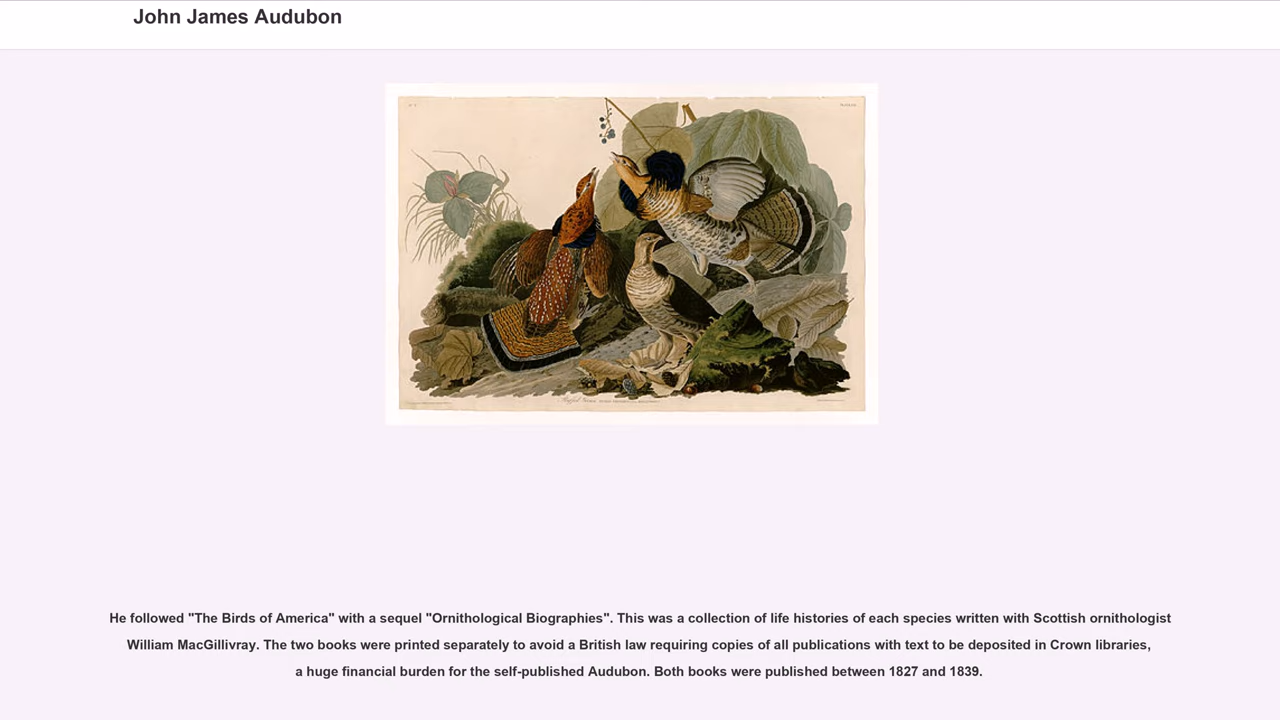 John James Audubon
He followed "The Birds of America" with a sequel "Ornithological Biographies". This was a collection of life histories of each species written with Scottish ornithologist
William MacGillivray. The two books were printed separately to avoid a British law requiring copies of all publications with text to be deposited in Crown libraries,
a huge financial burden for the self-published Audubon. Both books were published between 1827 and 1839.